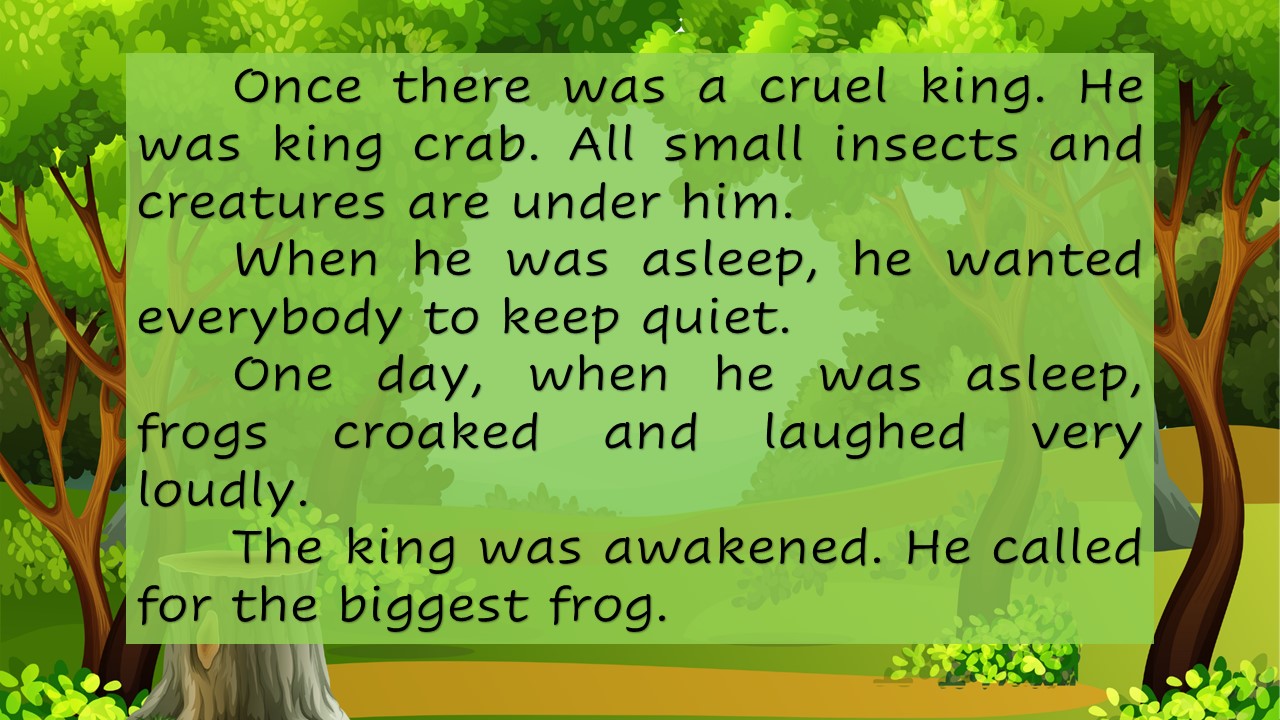 Once there was a cruel king. He
was king crab. All small insects and
creatures are under him.
When he was asleep, he wanted
everybody to keep quiet.
One day, when he was asleep,
frogs croaked and laughed very
loudly.
The king was awakened. He called
for the biggest frog.